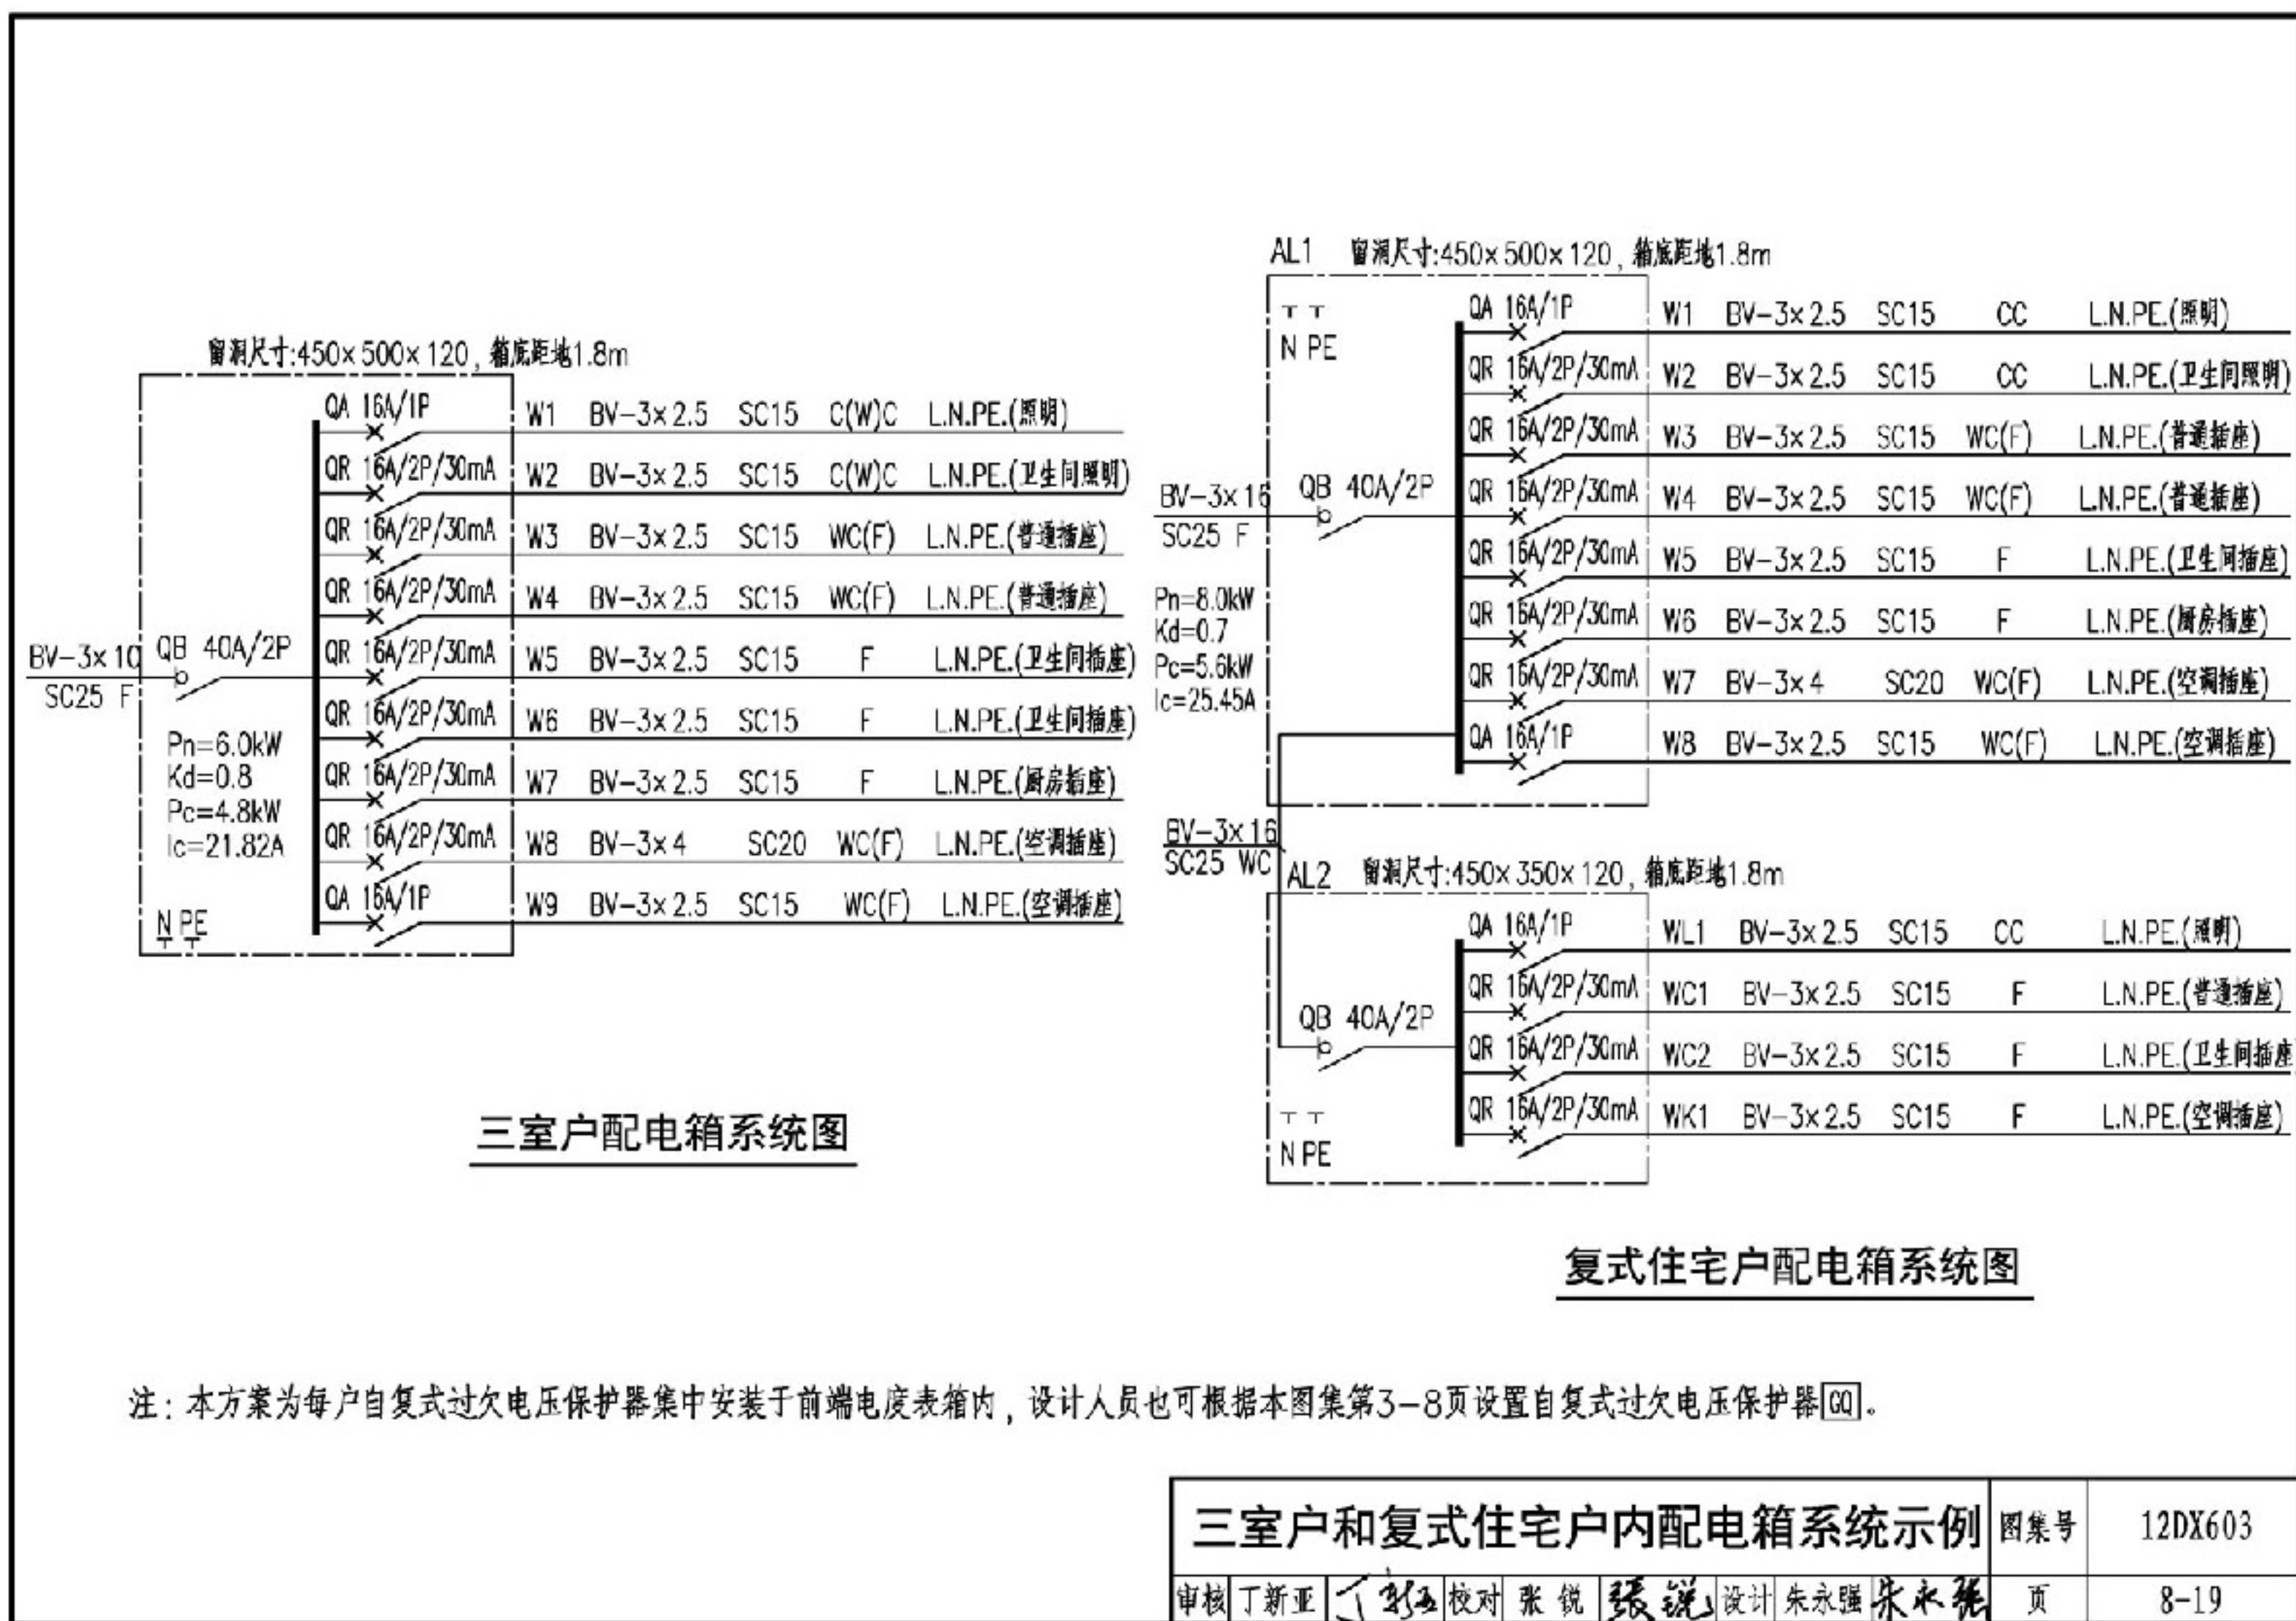 留洞尺寸:450×500×120, 箱底距地1.8m
QA 16A/1P W1 BV-3×2.5 SC15 C(W)C L.N.PE.(照明)
QR 16A/2P/30mA W2 BV-3×2.5 SC15 C(W)C L.N.PE.(卫生间照明)
QR 16A/2P/30mA W3 BV-3×2.5 SC15 WC(F) L.N.PE.(普通插座)
QR 16A/2P/30mA W4 BV-3×2.5 SC15 WC(F) L.N.PE.(普通插座)
BV-3×10 QB 40A/2P QR 16A/2P/30mA W5 BV-3×2.5 SC15 F L.N.PE.(卫生间插座)
SC25 F
QR 16A/2P/30mA W6 BV-3×2.5 SC15 F L.N.PE.(卫生间插座)
QR 16A/2P/30mA W7 BV-3×2.5 SC15 F L.N.PE.(厨房插座)
QR 16A/2P/30mA W8 BV-3×4 SC20 WC(F) L.N.PE.(空调插座)
QA 16A/1P W9 BV-3×2.5 SC15 WC(F) L.N.PE.(空调插座)
Pn=6.0kW
Kd=0.8
Pc=4.8kW
Ic=21.82A
N PE
三室户配电箱系统图
AL1 留洞尺寸:450×500×120, 箱底距地1.8m
N PE
QA 16A/1P W1 BV-3×2.5 SC15 CC L.N.PE.(照明)
QR 16A/2P/30mA W2 BV-3×2.5 SC15 CC L.N.PE.(卫生间照明)
QR 16A/2P/30mA W3 BV-3×2.5 SC15 WC(F) L.N.PE.(普通插座)
BV-3×16 QB 40A/2P QR 16A/2P/30mA W4 BV-3×2.5 SC15 WC(F) L.N.PE.(普通插座)
SC25 F
QR 16A/2P/30mA W5 BV-3×2.5 SC15 F L.N.PE.(卫生间插座)
QR 16A/2P/30mA W6 BV-3×2.5 SC15 F L.N.PE.(厨房插座)
QR 16A/2P/30mA W7 BV-3×4 SC20 WC(F) L.N.PE.(空调插座)
QA 16A/1P W8 BV-3×2.5 SC15 WC(F) L.N.PE.(空调插座)
Pn=8.0kW
Kd=0.7
Pc=5.6kW
Ic=25.45A
BV-3×16
SC25 WC
AL2 留洞尺寸:450×350×120, 箱底距地1.8m
QA 16A/1P WL1 BV-3×2.5 SC15 CC L.N.PE.(照明)
QR 16A/2P/30mA WC1 BV-3×2.5 SC15 F L.N.PE.(普通插座)
QB 40A/2P QR 16A/2P/30mA WC2 BV-3×2.5 SC15 F L.N.PE.(卫生间插座
QR 16A/2P/30mA WK1 BV-3×2.5 SC15 F L.N.PE.(空调插座)
N PE
复式住宅户配电箱系统图
注: 本方案为每户自复式过欠电压保护器集中安装于前端电度表箱内, 设计人员也可根据本图集第3-8页设置自复式过欠电压保护器GQ。
三室户和复式住宅户内配电箱系统示例 图集号 12DX603
审核 丁新亚 丁新亚 校对 张锐 張锐 设计 朱永强 朱永强 页 8-19